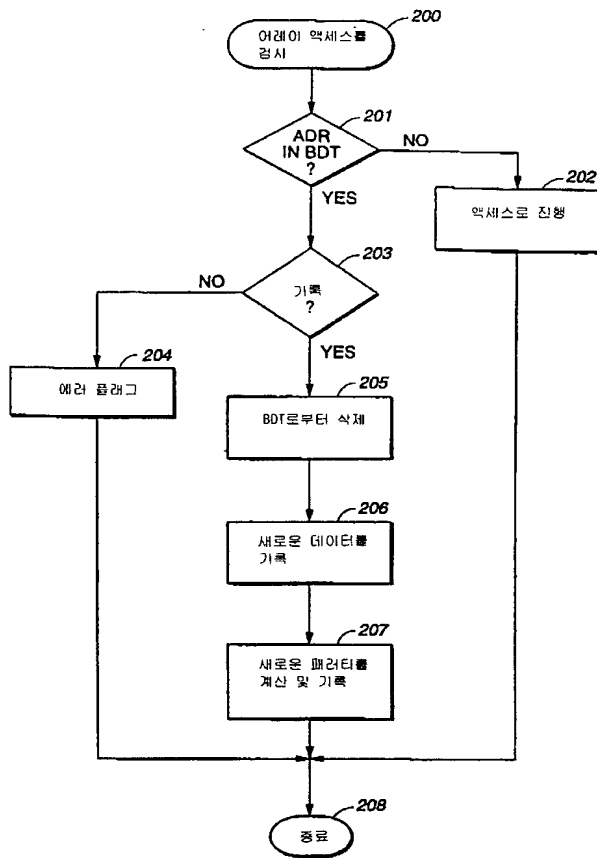 200
어레이 액세스를
검사
201
ADR
IN BDT
?
NO
YES
202
액세스로 진행
203
기록
?
NO
YES
204
에러 플래그
205
BDT로부터 삭제
206
새로운 데이터를
기록
207
새로운 패러티를
계산 및 기록
208
종료